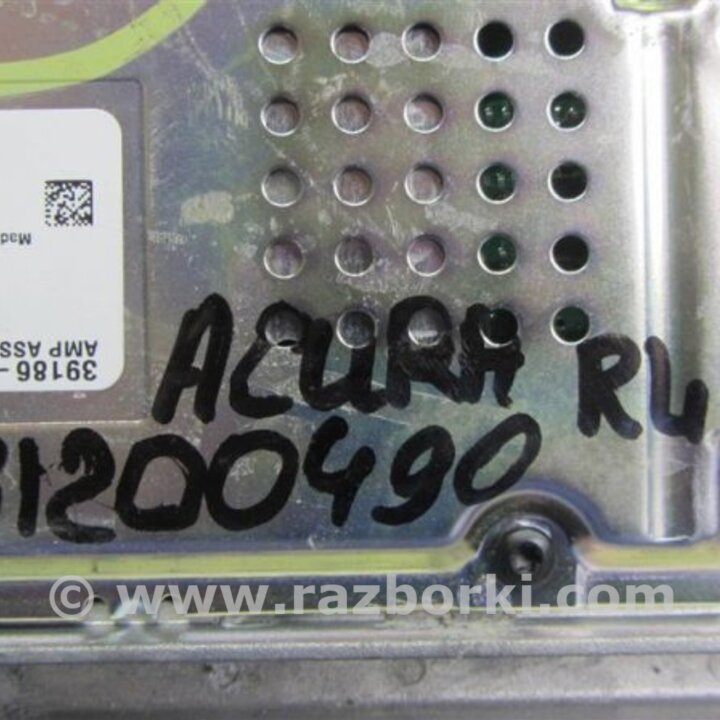 Mad
39186-
AMP ASS
ACURA RL
1200490
© www.razborki.com